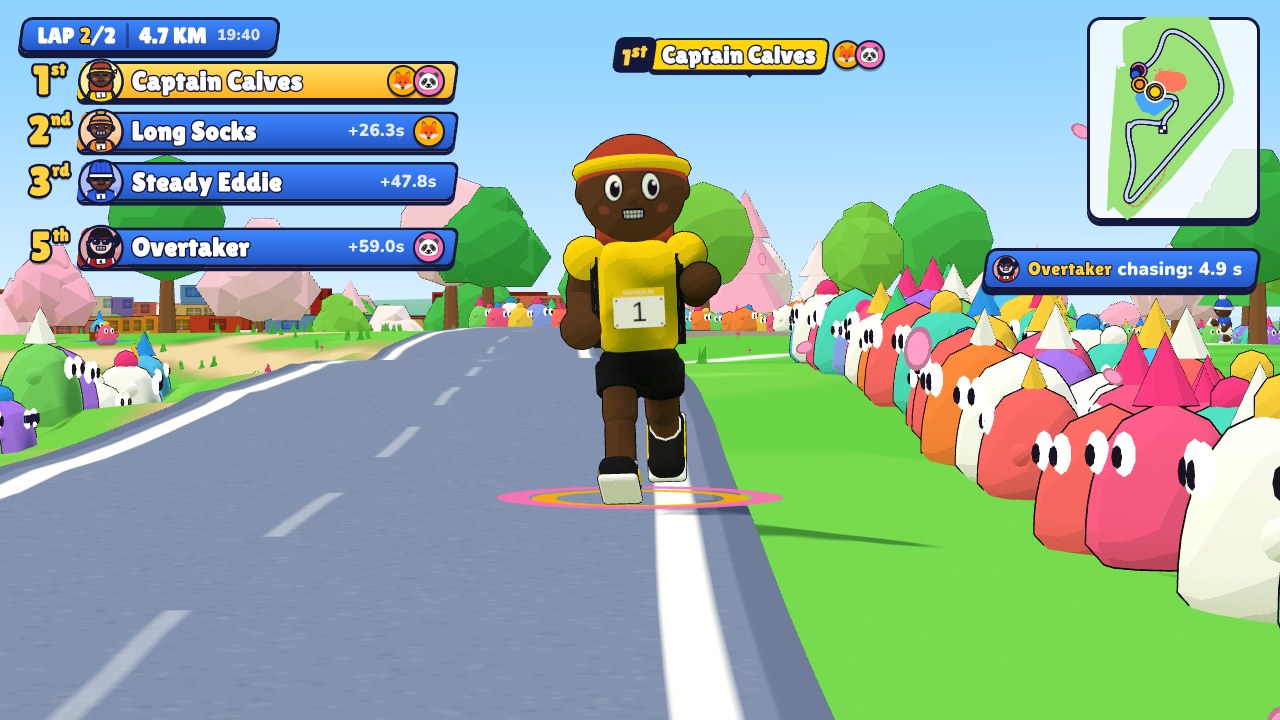 LAP 2/2 4.7 KM 19:40
1st Captain Calves
2nd Long Socks +26.3s
3rd Steady Eddie +47.8s
5th Overtaker +59.0s
1st Captain Calves
Overtaker chasing: 4.9 s
1